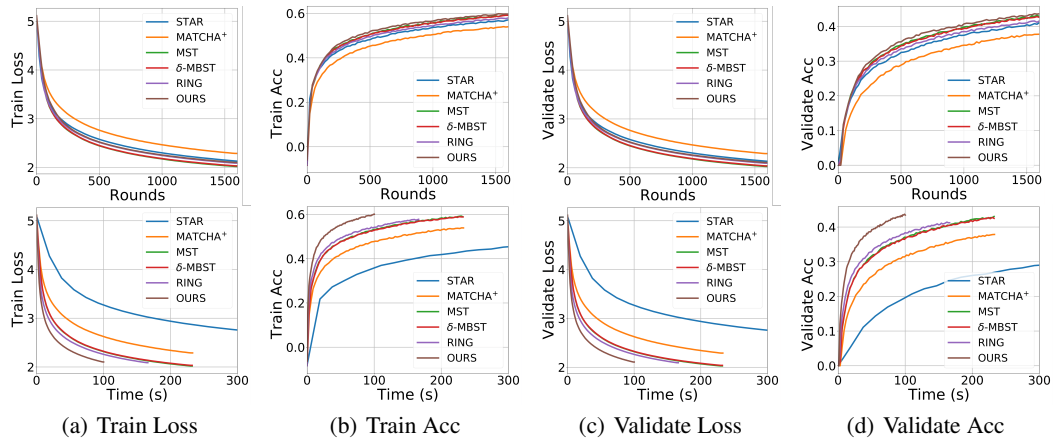 Train Loss
5
4
3
2
0
500
1000
1500
Rounds
STAR
MATCHA+
MST
δ-MBST
RING
OURS
Train Acc
0.6
0.4
0.2
0.0
0
500
1000
1500
Rounds
STAR
MATCHA+
MST
δ-MBST
RING
OURS
Validate Loss
5
4
3
2
0
500
1000
1500
Rounds
STAR
MATCHA+
MST
δ-MBST
RING
OURS
Validate Acc
0.4
0.3
0.2
0.1
0.0
0
500
1000
1500
Rounds
STAR
MATCHA+
MST
δ-MBST
RING
OURS
Train Loss
5
4
3
2
0
100
200
300
Time (s)
STAR
MATCHA+
MST
δ-MBST
RING
OURS
Train Acc
0.6
0.4
0.2
0.0
0
100
200
300
Time (s)
STAR
MATCHA+
MST
δ-MBST
RING
OURS
Validate Loss
5
4
3
2
0
100
200
300
Time (s)
STAR
MATCHA+
MST
δ-MBST
RING
OURS
Validate Acc
0.4
0.3
0.2
0.1
0.0
0
100
200
300
Time (s)
STAR
MATCHA+
MST
δ-MBST
RING
OURS
(a) Train Loss
(b) Train Acc
(c) Validate Loss
(d) Validate Acc